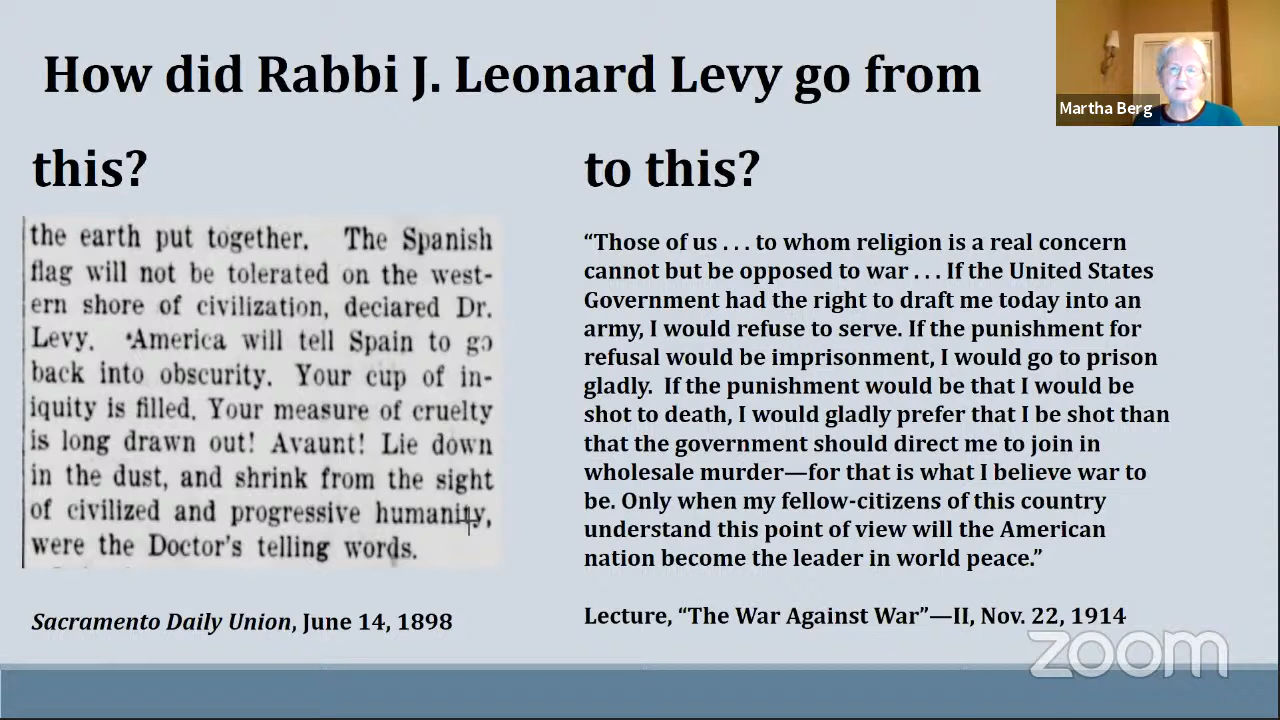 How did Rabbi J. Leonard Levy go from
Martha Berg
this?
the earth put together. The Spanish
flag will not be tolerated on the west-
ern shore of civilization, declared Dr.
Levy. 'America will tell Spain to go
back into obscurity. Your cup of in-
iquity is filled. Your measure of cruelty
is long drawn out! Avaunt! Lie down
in the dust, and shrink from the sight
of civilized and progressive humanity,
were the Doctor's telling words.
Sacramento Daily Union, June 14, 1898
to this?
“Those of us . . . to whom religion is a real concern
cannot but be opposed to war . . . If the United States
Government had the right to draft me today into an
army, I would refuse to serve. If the punishment for
refusal would be imprisonment, I would go to prison
gladly. If the punishment would be that I would be
shot to death, I would gladly prefer that I be shot than
that the government should direct me to join in
wholesale murder—for that is what I believe war to
be. Only when my fellow-citizens of this country
understand this point of view will the American
nation become the leader in world peace.”
Lecture, “The War Against War”—II, Nov. 22, 1914
zoom